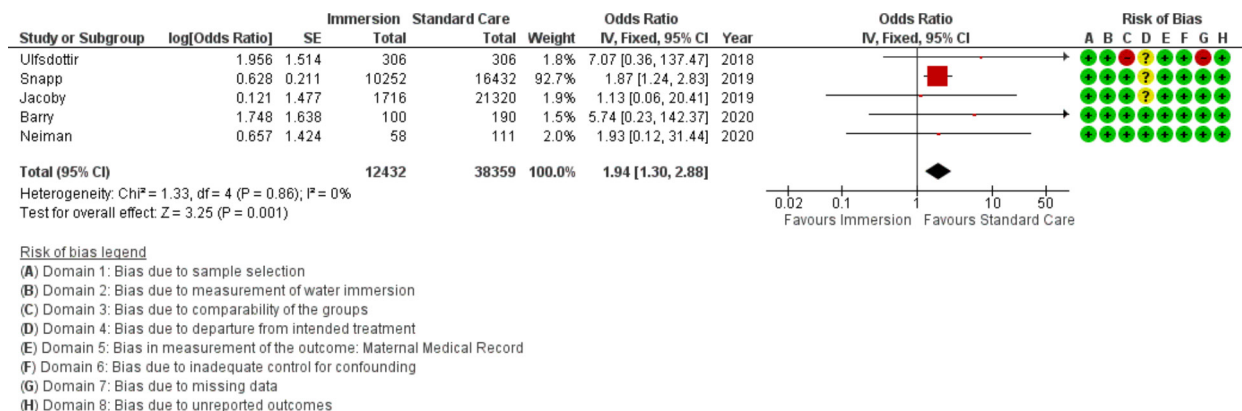 Immersion Standard Care Odds Ratio Odds Ratio Risk of Bias
Study or Subgroup log[Odds Ratio] SE Total Total Weight IV, Fixed, 95% CI Year IV, Fixed, 95% CI A B C D E F G H
Ulfsdottir 1.956 1.514 306 306 1.8% 7.07 [0.36, 137.47] 2018 + + - ? + + - +
Snapp 0.628 0.211 10252 16432 92.7% 1.87 [1.24, 2.83] 2019 + + + ? + + + +
Jacoby 0.121 1.477 1716 21320 1.9% 1.13 [0.06, 20.41] 2019 + + + ? + + + +
Barry 1.748 1.638 100 190 1.5% 5.74 [0.23, 142.37] 2020 + + + + + + + +
Neiman 0.657 1.424 58 111 2.0% 1.93 [0.12, 31.44] 2020 + + + + + + + +
Total (95% CI) 12432 38359 100.0% 1.94 [1.30, 2.88]
Heterogeneity: Chi² = 1.33, df = 4 (P = 0.86); I² = 0%
Test for overall effect: Z = 3.25 (P = 0.001)
0.02 0.1 1 10 50
Favours Immersion Favours Standard Care
Risk of bias legend
(A) Domain 1: Bias due to sample selection
(B) Domain 2: Bias due to measurement of water immersion
(C) Domain 3: Bias due to comparability of the groups
(D) Domain 4: Bias due to departure from intended treatment
(E) Domain 5: Bias in measurement of the outcome: Maternal Medical Record
(F) Domain 6: Bias due to inadequate control for confounding
(G) Domain 7: Bias due to missing data
(H) Domain 8: Bias due to unreported outcomes